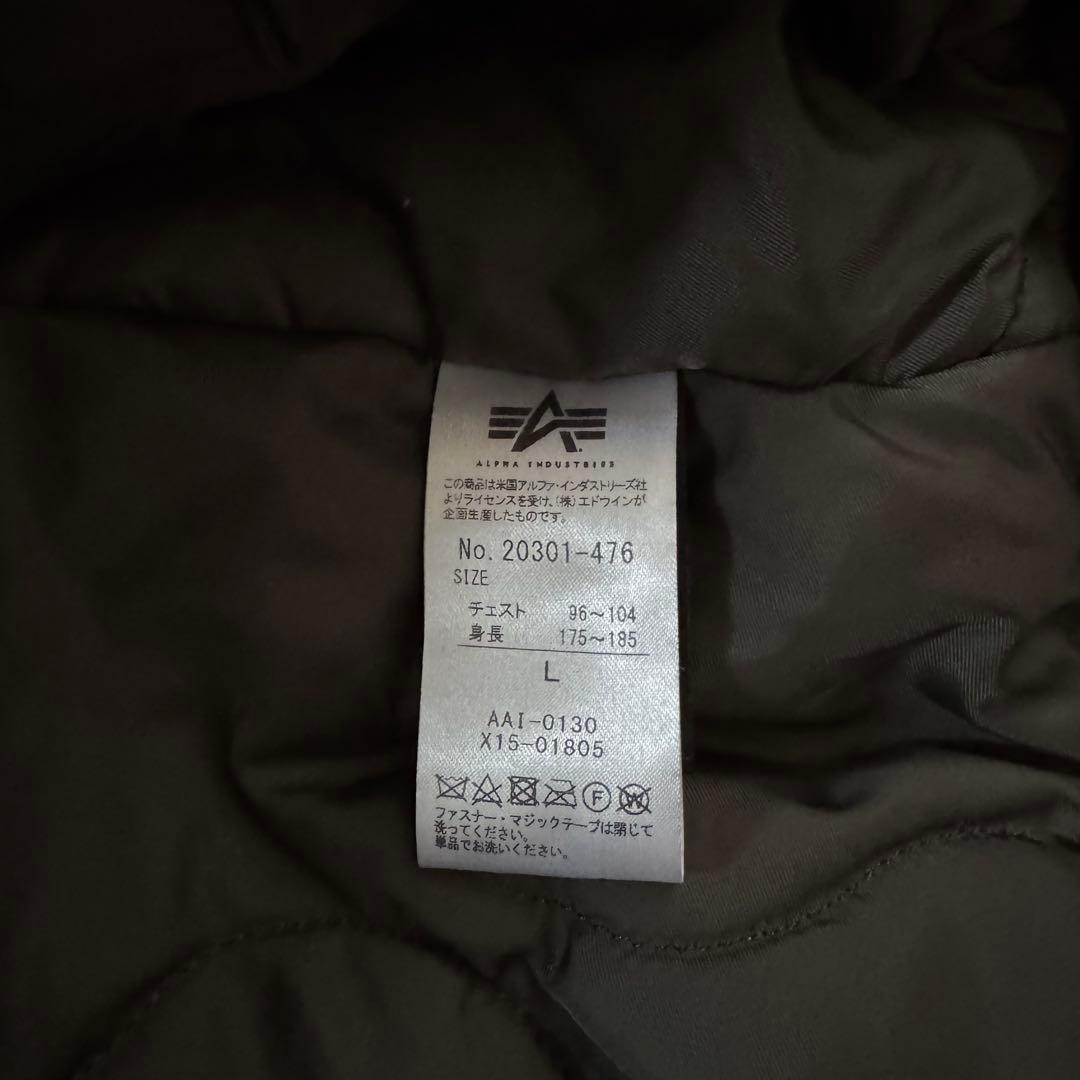 ALPHA INDUSTRIES
この商品は米国アルファ・インダストリーズ社
よりライセンスを受け、(株)エドウインが
企画生産したものです。
No. 20301-476
SIZE
チェスト 96～104
身長 175～185
L
AAI-0130
X15-01805
F W
ファスナー・マジックテープは閉じて
洗ってください。
単品でお洗いください。